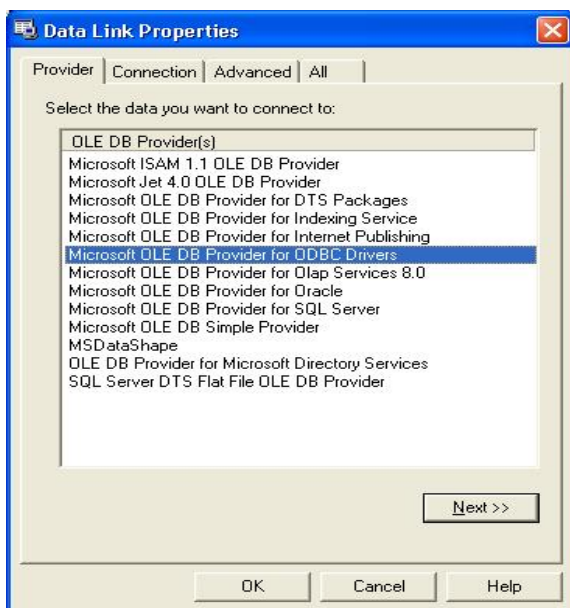 Data Link Properties
Provider Connection Advanced All
Select the data you want to connect to:
OLE DB Provider(s)
Microsoft ISAM 1.1 OLE DB Provider
Microsoft Jet 4.0 OLE DB Provider
Microsoft OLE DB Provider for DTS Packages
Microsoft OLE DB Provider for Indexing Service
Microsoft OLE DB Provider for Internet Publishing
Microsoft OLE DB Provider for ODBC Drivers
Microsoft OLE DB Provider for Olap Services 8.0
Microsoft OLE DB Provider for Oracle
Microsoft OLE DB Provider for SQL Server
Microsoft OLE DB Simple Provider
MSDataShape
OLE DB Provider for Microsoft Directory Services
SQL Server DTS Flat File OLE DB Provider
Next >>
OK Cancel Help